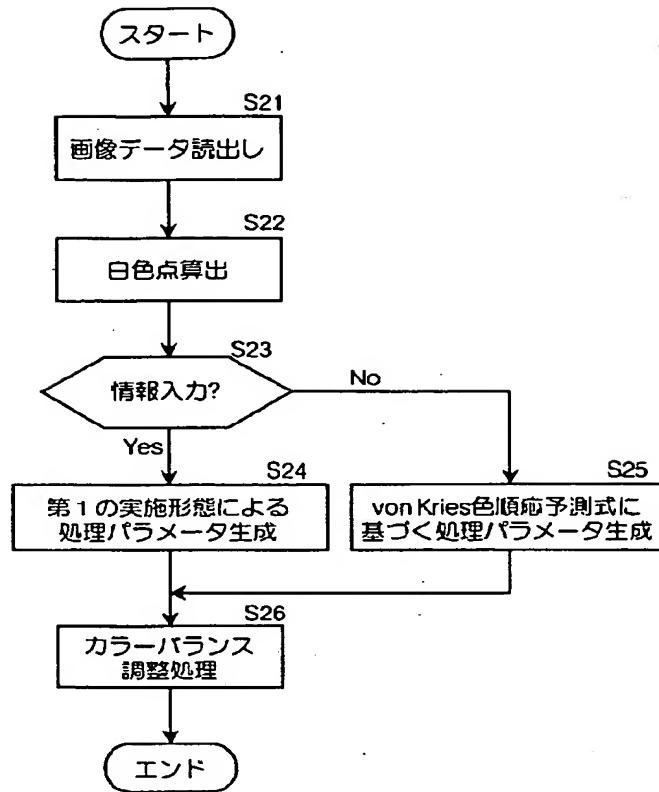 スタート
S21
画像データ読出し
S22
白色点算出
S23
情報入力?
No
Yes
S24
第1の実施形態による
処理パラメータ生成
S25
von Kries色順応予測式に
基づく処理パラメータ生成
S26
カラーバランス
調整処理
エンド